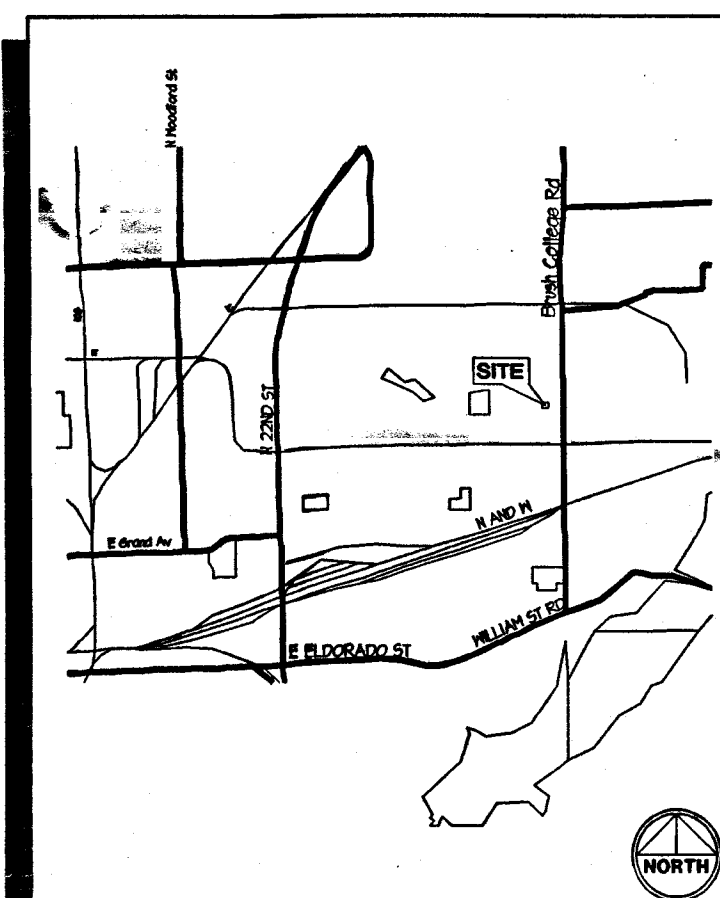 N Woodford St
Brush College Rd
SITE
N 22ND ST
N AND W
E Grand Av
WILLIAM ST RD
E ELDORADO ST
NORTH